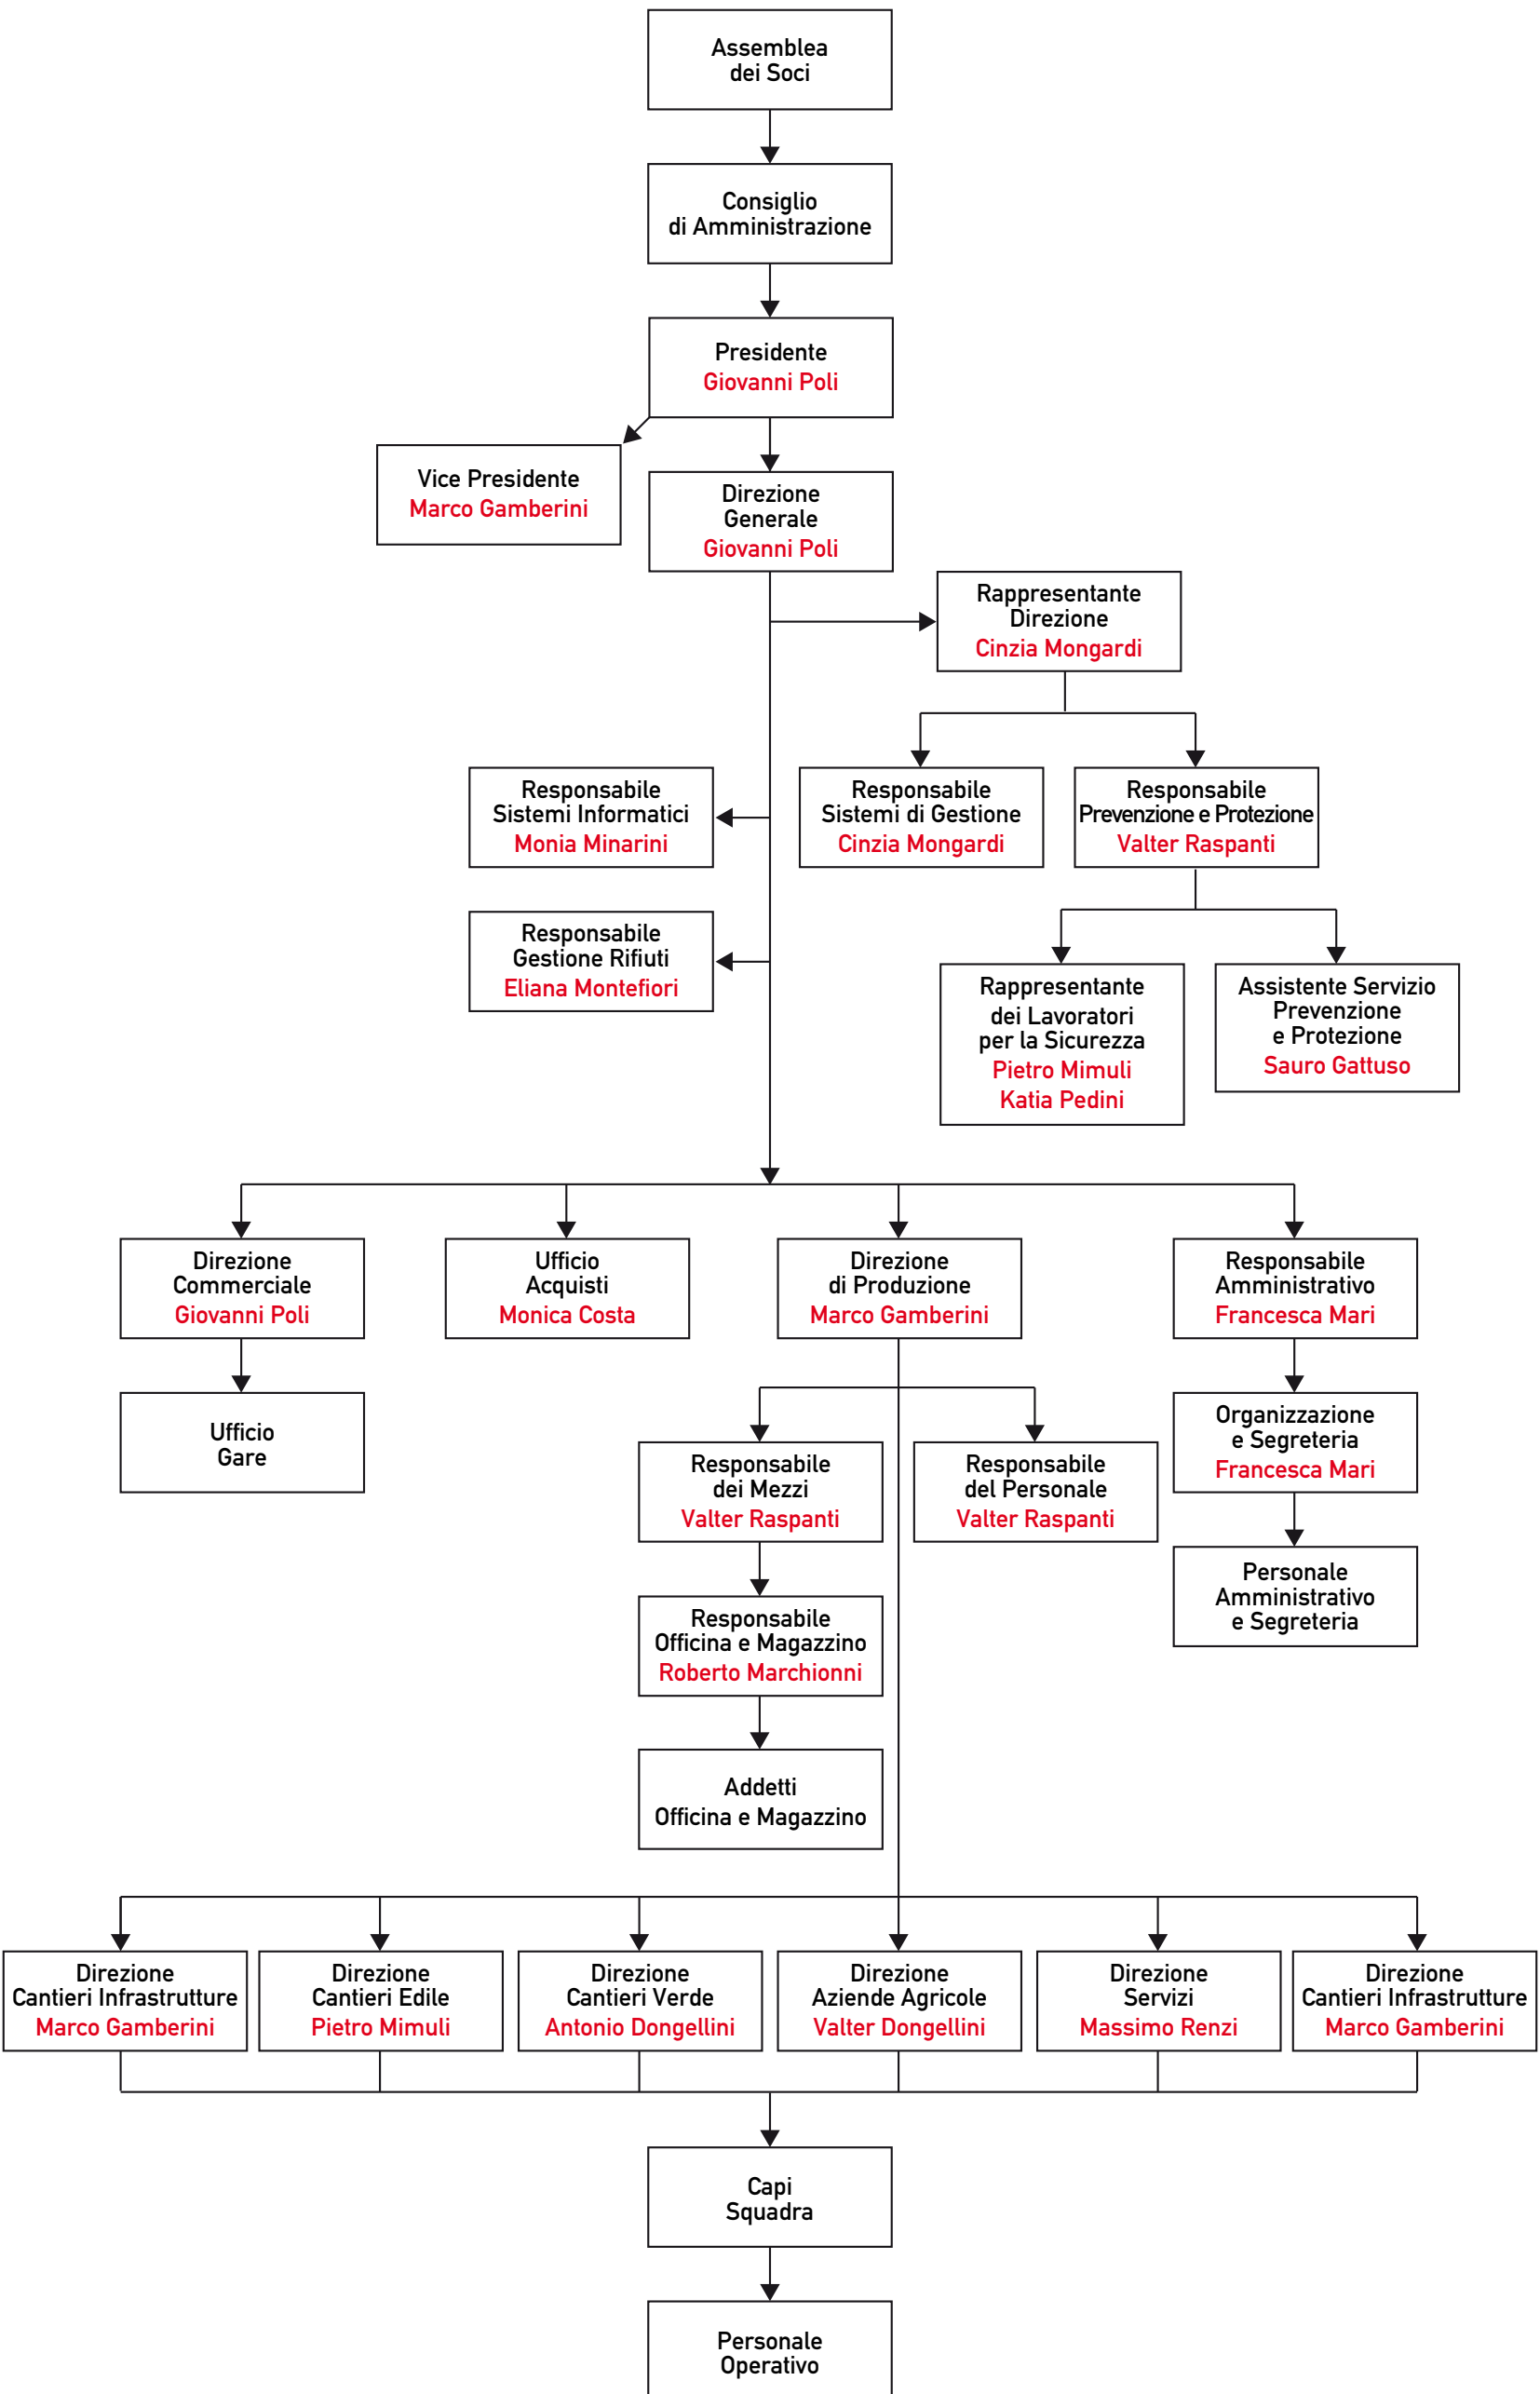 Assemblea
dei Soci
Consiglio
di Amministrazione
Presidente
Giovanni Poli
Vice Presidente
Marco Gamberini
Direzione
Generale
Giovanni Poli
Rappresentante
Direzione
Cinzia Mongardi
Responsabile
Sistemi Informatici
Monia Minarini
Responsabile
Sistemi di Gestione
Cinzia Mongardi
Responsabile
Prevenzione e Protezione
Valter Raspanti
Responsabile
Gestione Rifiuti
Eliana Montefiori
Rappresentante
dei Lavoratori
per la Sicurezza
Pietro Mimuli
Katia Pedini
Assistente Servizio
Prevenzione
e Protezione
Sauro Gattuso
Direzione
Commerciale
Giovanni Poli
Ufficio
Acquisti
Monica Costa
Direzione
di Produzione
Marco Gamberini
Responsabile
Amministrativo
Francesca Mari
Ufficio
Gare
Responsabile
dei Mezzi
Valter Raspanti
Responsabile
del Personale
Valter Raspanti
Organizzazione
e Segreteria
Francesca Mari
Personale
Amministrativo
e Segreteria
Responsabile
Officina e Magazzino
Roberto Marchionni
Addetti
Officina e Magazzino
Direzione
Cantieri Infrastrutture
Marco Gamberini
Direzione
Cantieri Edile
Pietro Mimuli
Direzione
Cantieri Verde
Antonio Dongellini
Direzione
Aziende Agricole
Valter Dongellini
Direzione
Servizi
Massimo Renzi
Direzione
Cantieri Infrastrutture
Marco Gamberini
Capi
Squadra
Personale
Operativo